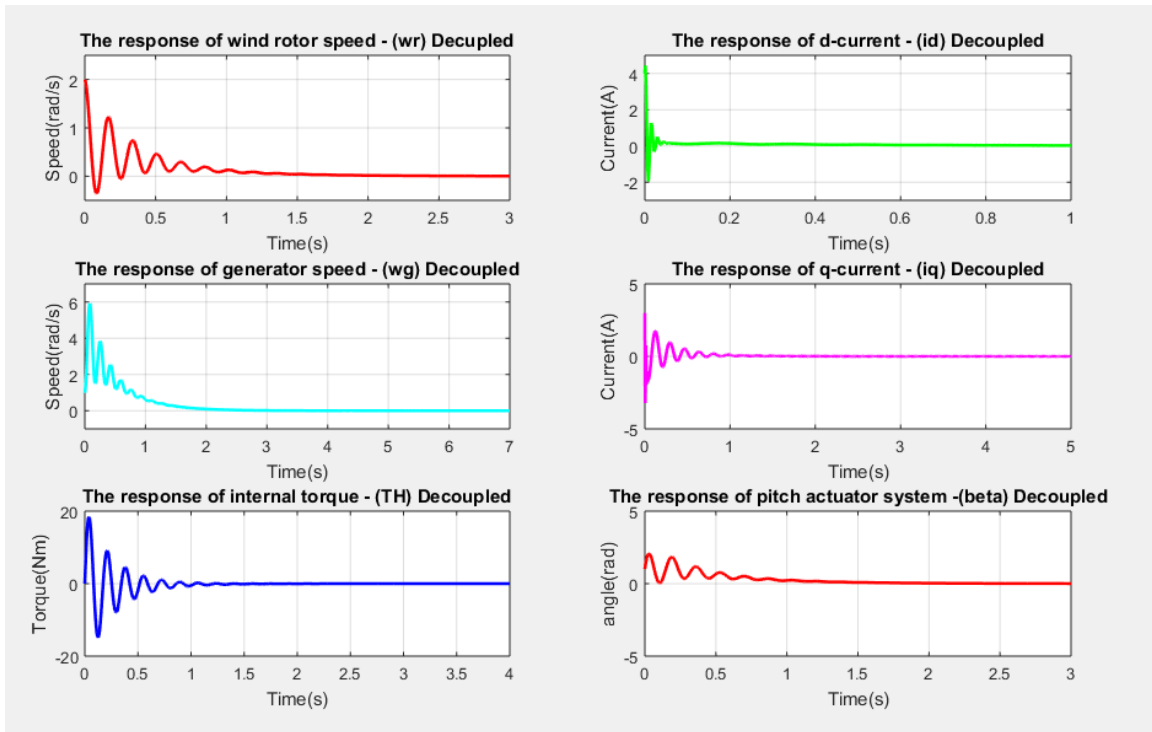 The response of wind rotor speed - (wr) Decupled
Speed(rad/s)
2
1
0
0 0.5 1 1.5 2 2.5 3
Time(s)
The response of d-current - (id) Decoupled
Current(A)
4
2
0
-2
0 0.2 0.4 0.6 0.8 1
Time(s)
The response of generator speed - (wg) Decoupled
Speed(rad/s)
6
4
2
0
0 1 2 3 4 5 6 7
Time(s)
The response of q-current - (iq) Decoupled
Current(A)
5
0
-5
0 1 2 3 4 5
Time(s)
The response of internal torque - (TH) Decoupled
Torque(Nm)
20
0
-20
0 0.5 1 1.5 2 2.5 3 3.5 4
Time(s)
The response of pitch actuator system -(beta) Decoupled
angle(rad)
5
0
-5
0 0.5 1 1.5 2 2.5 3
Time(s)